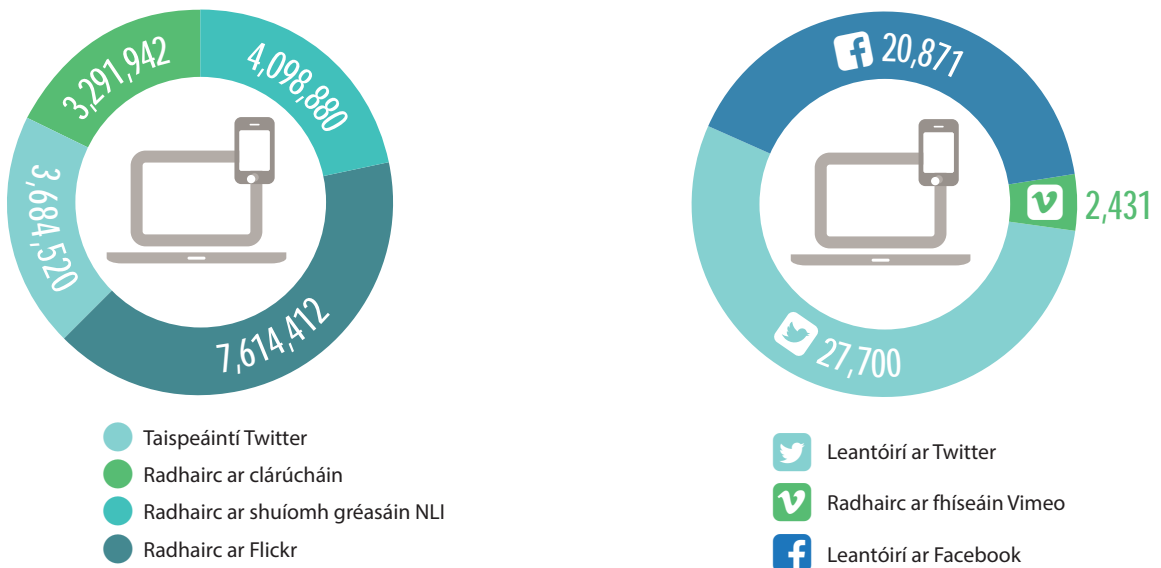 3,291,942
4,098,880
3,684,520
7,614,412
Taispeáintí Twitter
Radhairc ar clárúcháin
Radhairc ar shuíomh gréasáin NLI
Radhairc ar Flickr
20,871
2,431
27,700
Leantóirí ar Twitter
Radhairc ar fhíseáin Vimeo
Leantóirí ar Facebook